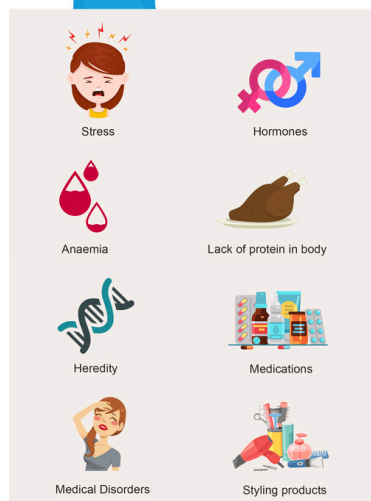 Stress
Hormones
Anaemia
Lack of protein in body
Heredity
Medications
Medical Disorders
Styling products